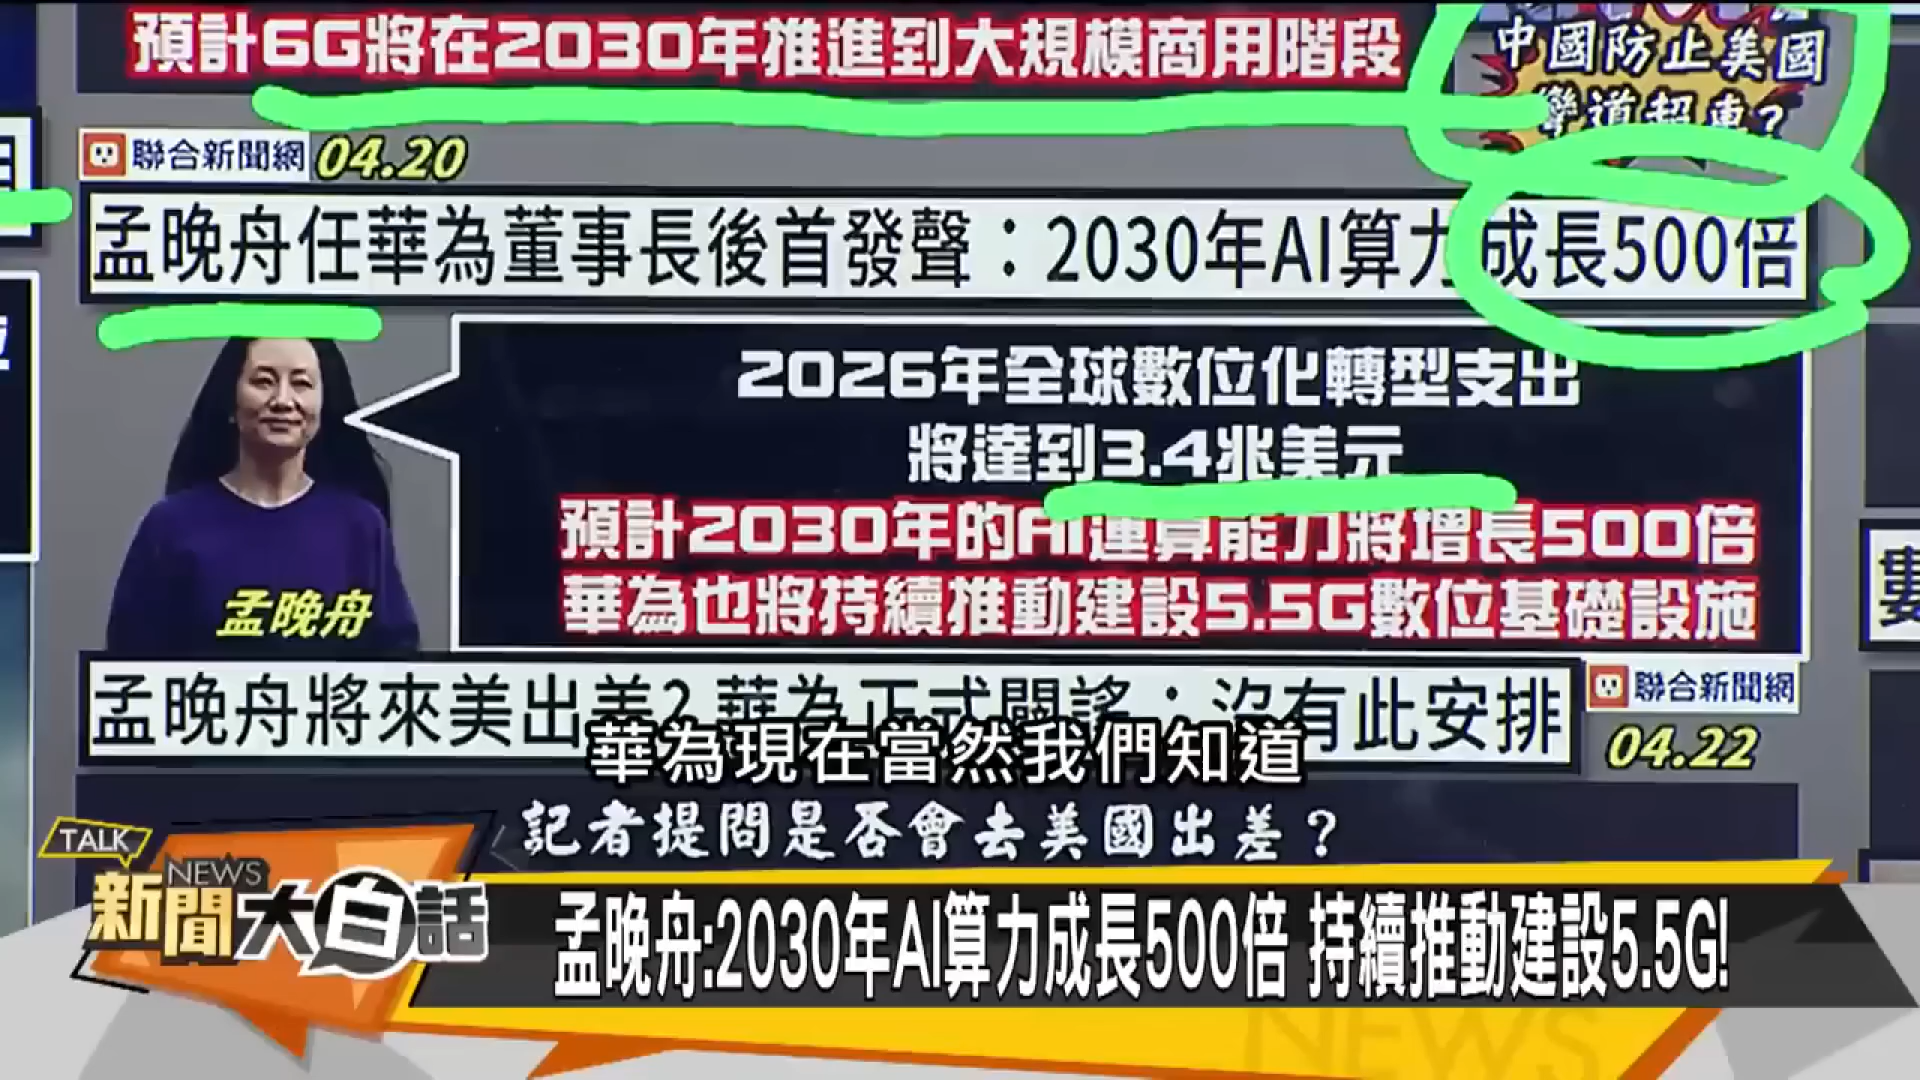 預計6G將在2030年推進到大規模商用階段
中國防止美國
彎道超車?
聯合新聞網 04.20
孟晚舟任華為董事長後首發聲：2030年AI算力成長500倍
2026年全球數位化轉型支出
將達到3.4兆美元
預計2030年的AI運算能力將增長500倍
華為也將持續推動建設5.5G數位基礎設施
孟晚舟
孟晚舟將來美出差? 華為正式闢謠：沒有此安排
聯合新聞網
04.22
華為現在當然我們知道
記者提問是否會去美國出差？
TALK
NEWS
新聞大白話
孟晚舟:2030年AI算力成長500倍 持續推動建設5.5G!
NEWS